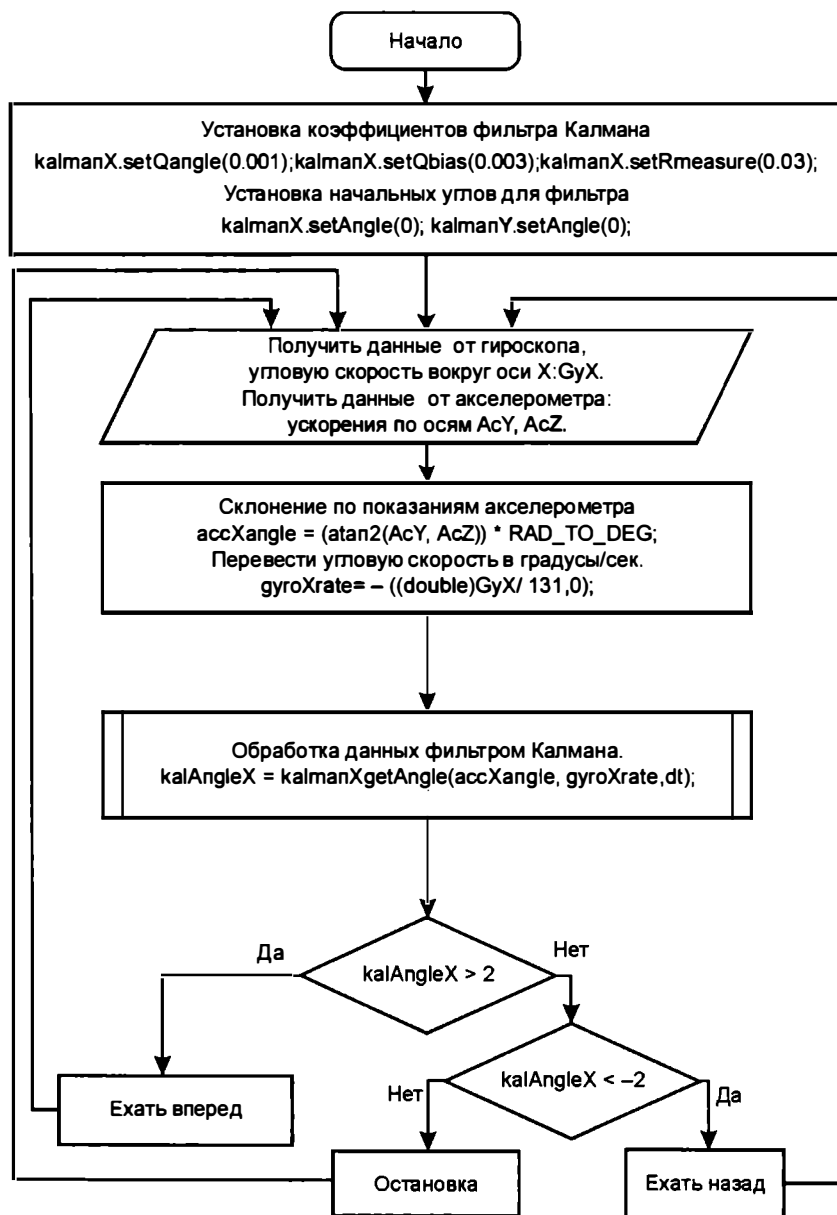 Начало
Установка коэффициентов фильтра Калмана
kalmanX.setQangle(0.001);kalmanX.setQbias(0.003);kalmanX.setRmeasure(0.03);
Установка начальных углов для фильтра
kalmanX.setAngle(0); kalmanY.setAngle(0);
Получить данные от гироскопа,
угловую скорость вокруг оси X:GyX.
Получить данные от акселерометра:
ускорения по осям AcY, AcZ.
Склонение по показаниям акселерометра
accXangle = (atan2(AcY, AcZ)) * RAD_TO_DEG;
Перевести угловую скорость в градусы/сек.
gyroXrate= – ((double)GyX/ 131,0);
Обработка данных фильтром Калмана.
kalAngleX = kalmanXgetAngle(accXangle, gyroXrate,dt);
Да
kalAngleX > 2
Нет
kalAngleX < –2
Нет
Да
Ехать вперед
Остановка
Ехать назад